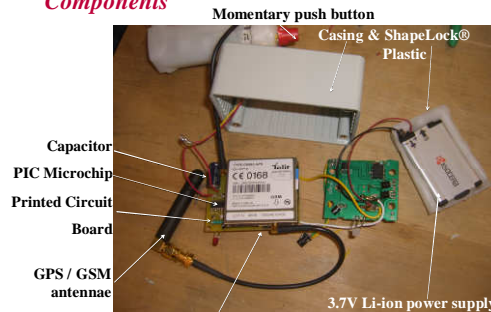 Components
Momentary push button
Casing & ShapeLock®
Plastic
Capacitor
PIC Microchip
Printed Circuit
Board
GPS / GSM
antennae
3.7V Li-ion power supply
Telit
CE 0168